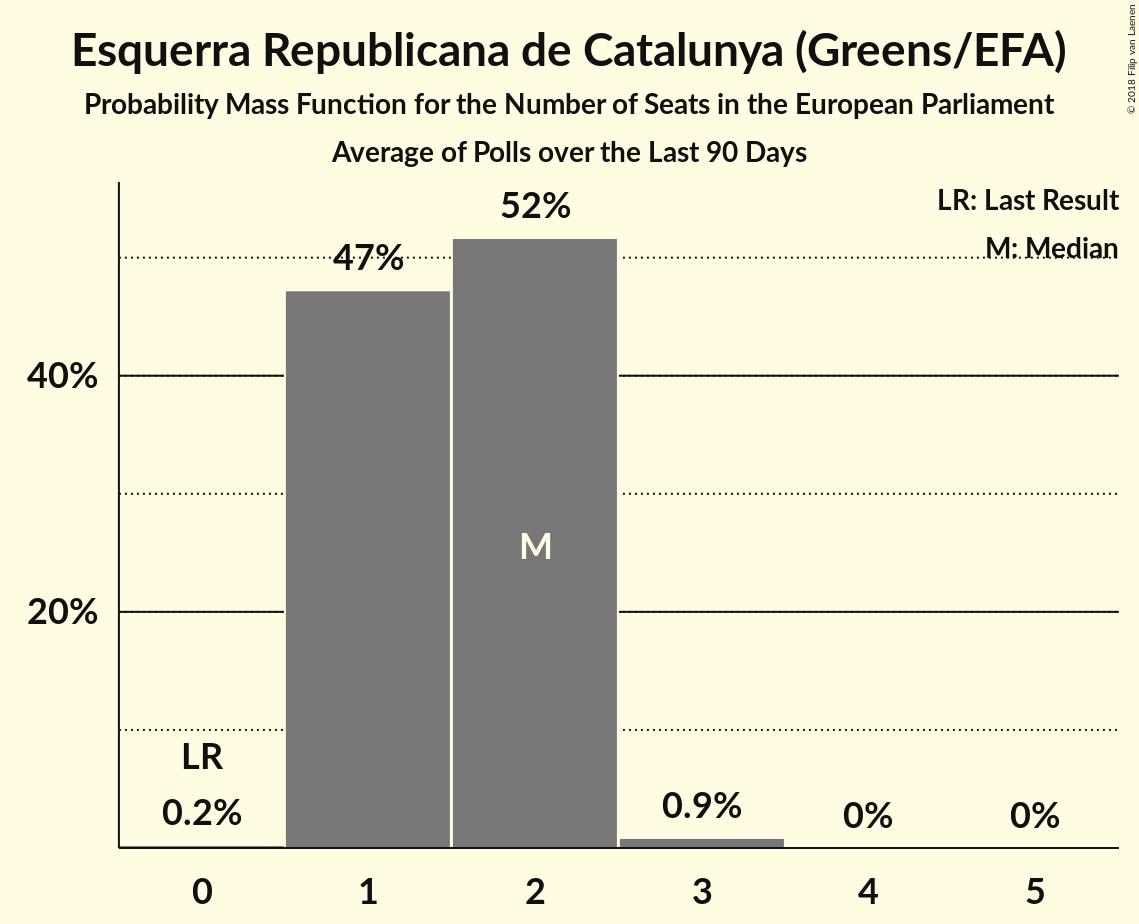 Esquerra Republicana de Catalunya (Greens/EFA)
Probability Mass Function for the Number of Seats in the European Parliament
Average of Polls over the Last 90 Days
© 2018 Filip van Laenen
LR: Last Result
M: Median
52%
47%
40%
M
20%
LR
0.2%
0.9%
0%
0%
0
1
2
3
4
5